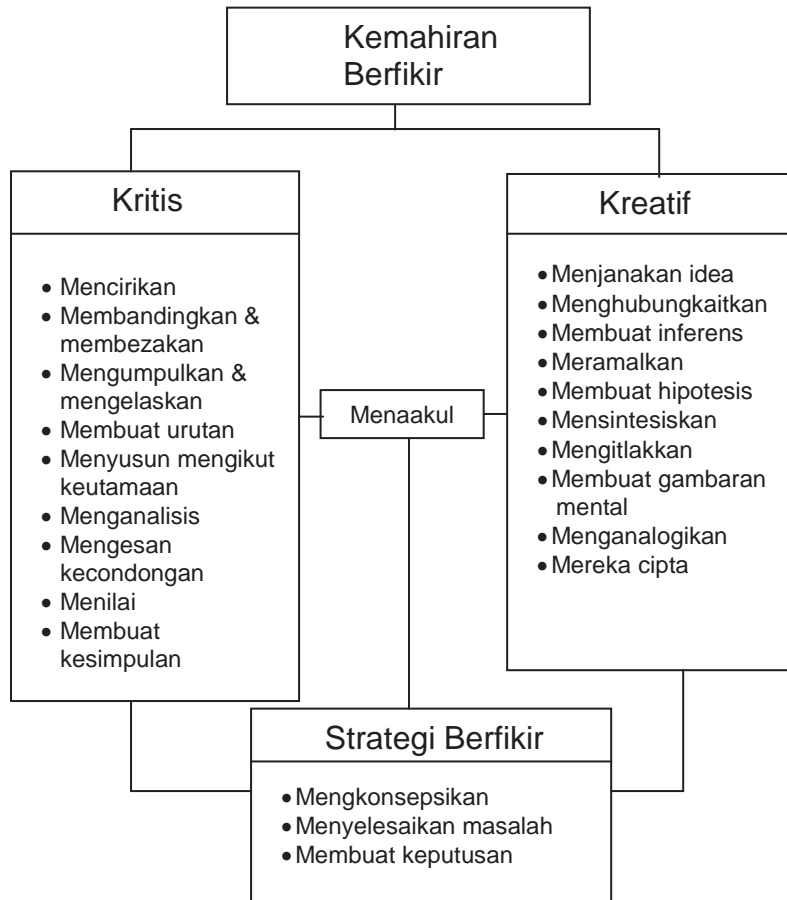 Kemahiran
Berfikir
Kritis
• Mencirikan
• Membandingkan &
membezakan
• Mengumpulkan &
mengelaskan
• Membuat urutan
• Menyusun mengikut
keutamaan
• Menganalisis
• Mengesan
kecondongan
• Menilai
• Membuat
kesimpulan
Menaakul
Kreatif
• Menjanakan idea
• Menghubungkaitkan
• Membuat inferens
• Meramalkan
• Membuat hipotesis
• Mensintesiskan
• Mengitlakkan
• Membuat gambaran
mental
• Menganalogikan
• Mereka cipta
Strategi Berfikir
• Mengkonsepsikan
• Menyelesaikan masalah
• Membuat keputusan